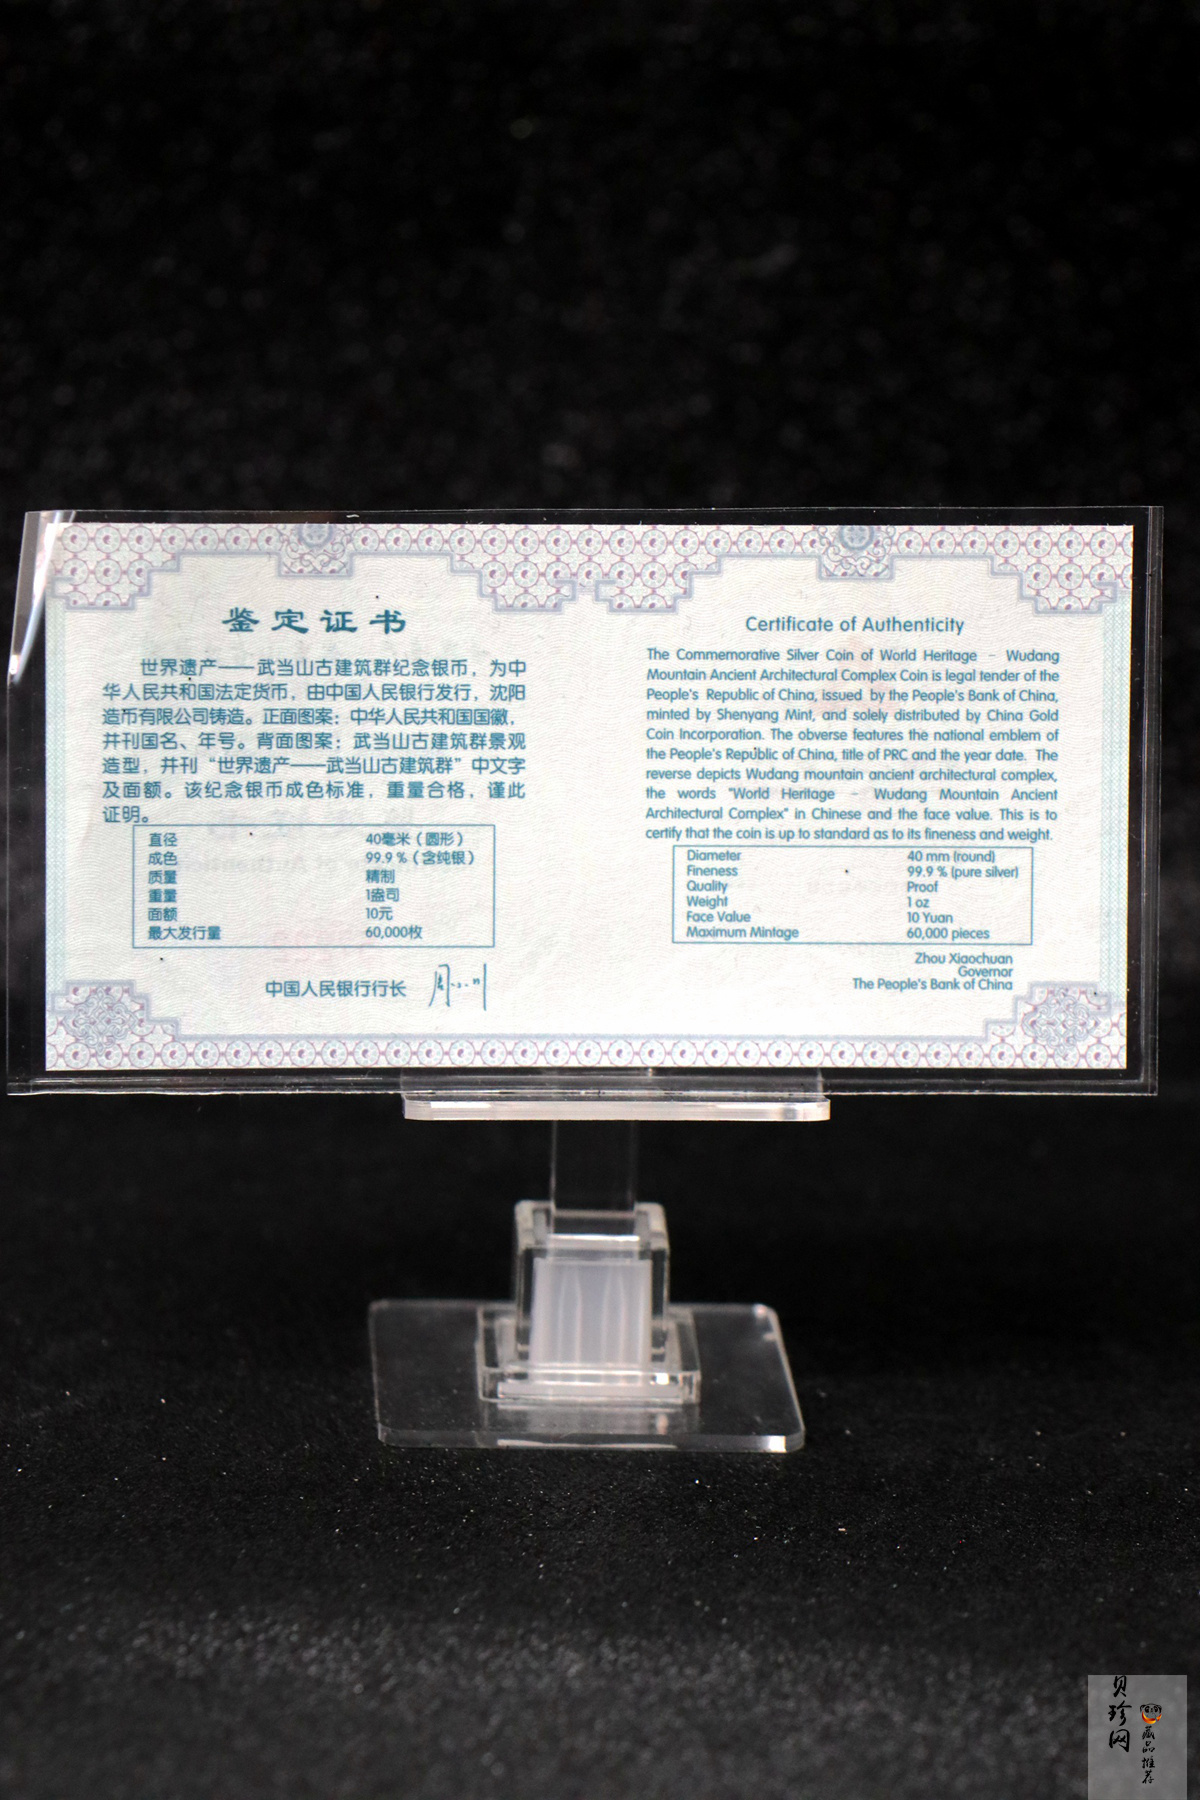 鉴定证书
世界遗产——武当山古建筑群纪念银币，为中
华人民共和国法定货币，由中国人民银行发行，沈阳
造币有限公司铸造。正面图案：中华人民共和国国徽，
并刊国名、年号。背面图案：武当山古建筑群景观
造型，并刊“世界遗产——武当山古建筑群”中文字
及面额。该纪念银币成色标准，重量合格，谨此
证明。
直径 40毫米（圆形）
成色 99.9％（含纯银）
质量 精制
重量 1盎司
面额 10元
最大发行量 60,000枚
中国人民银行行长
Certificate of Authenticity
The Commemorative Silver Coin of World Heritage – Wudang
Mountain Ancient Architectural Complex Coin is legal tender of the
People's Republic of China, issued by the People's Bank of China,
minted by Shenyang Mint, and solely distributed by China Gold
Coin Incorporation. The obverse features the national emblem of
the People's Republic of China, title of PRC and the year date. The
reverse depicts Wudang mountain ancient architectural complex,
the words "World Heritage – Wudang Mountain Ancient
Architectural Complex" in Chinese and the face value. This is to
certify that the coin is up to standard as to its fineness and weight.
Diameter 40 mm (round)
Fineness 99.9 % (pure silver)
Quality Proof
Weight 1 oz
Face Value 10 Yuan
Maximum Mintage 60,000 pieces
Zhou Xiaochuan
Governor
The People's Bank of China
贝珍网
藏品推荐